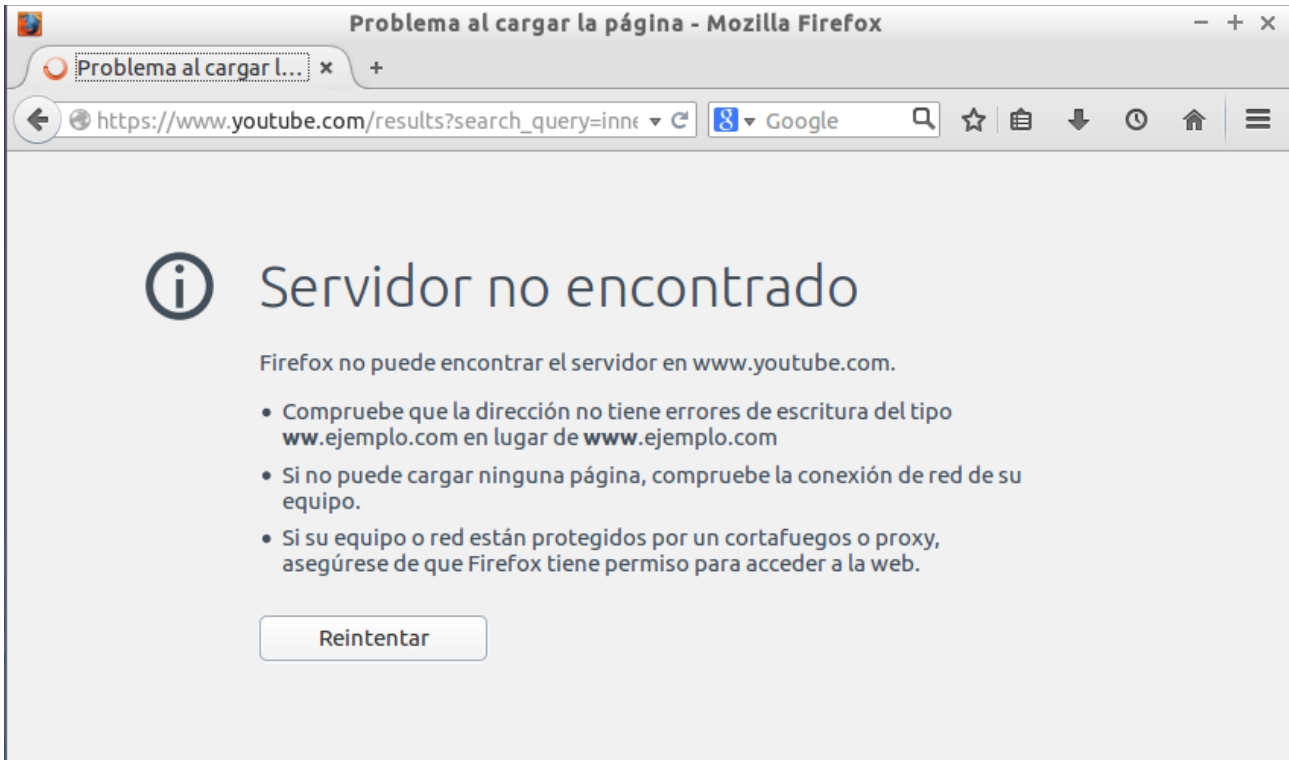 Problema al cargar la página - Mozilla Firefox
Problema al cargar l...
https://www.youtube.com/results?search_query=inne
8 Google
Servidor no encontrado
Firefox no puede encontrar el servidor en www.youtube.com.
• Compruebe que la dirección no tiene errores de escritura del tipo
ww.ejemplo.com en lugar de www.ejemplo.com
• Si no puede cargar ninguna página, compruebe la conexión de red de su
equipo.
• Si su equipo o red están protegidos por un cortafuegos o proxy,
asegúrese de que Firefox tiene permiso para acceder a la web.
Reintentar